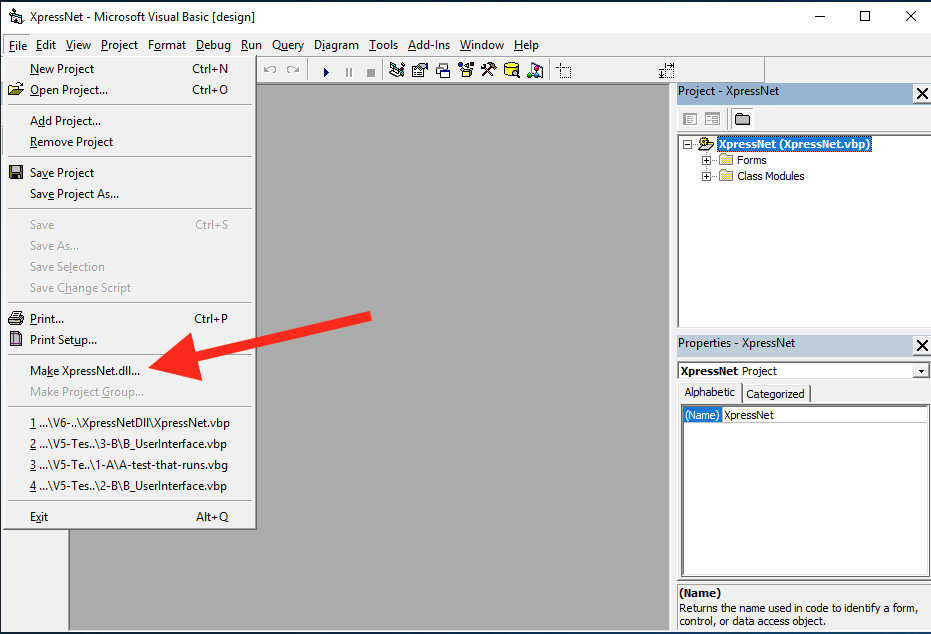 XpressNet - Microsoft Visual Basic [design]
File Edit View Project Format Debug Run Query Diagram Tools Add-Ins Window Help
New Project Ctrl+N
Open Project... Ctrl+O
Add Project...
Remove Project
Save Project
Save Project As...
Save Ctrl+S
Save As...
Save Selection
Save Change Script
Print... Ctrl+P
Print Setup...
Make XpressNet.dll...
Make Project Group...
1 ...\V6-..\XpressNetDll\XpressNet.vbp
2 ...\V5-Tes..\3-B\B_UserInterface.vbp
3 ...\V5-Te..\1-A\A-test-that-runs.vbg
4 ...\V5-Tes..\2-B\B_UserInterface.vbp
Exit Alt+Q
Project - XpressNet
XpressNet (XpressNet.vbp)
Forms
Class Modules
Properties - XpressNet
XpressNet Project
Alphabetic Categorized
(Name) XpressNet
(Name)
Returns the name used in code to identify a form,
control, or data access object.